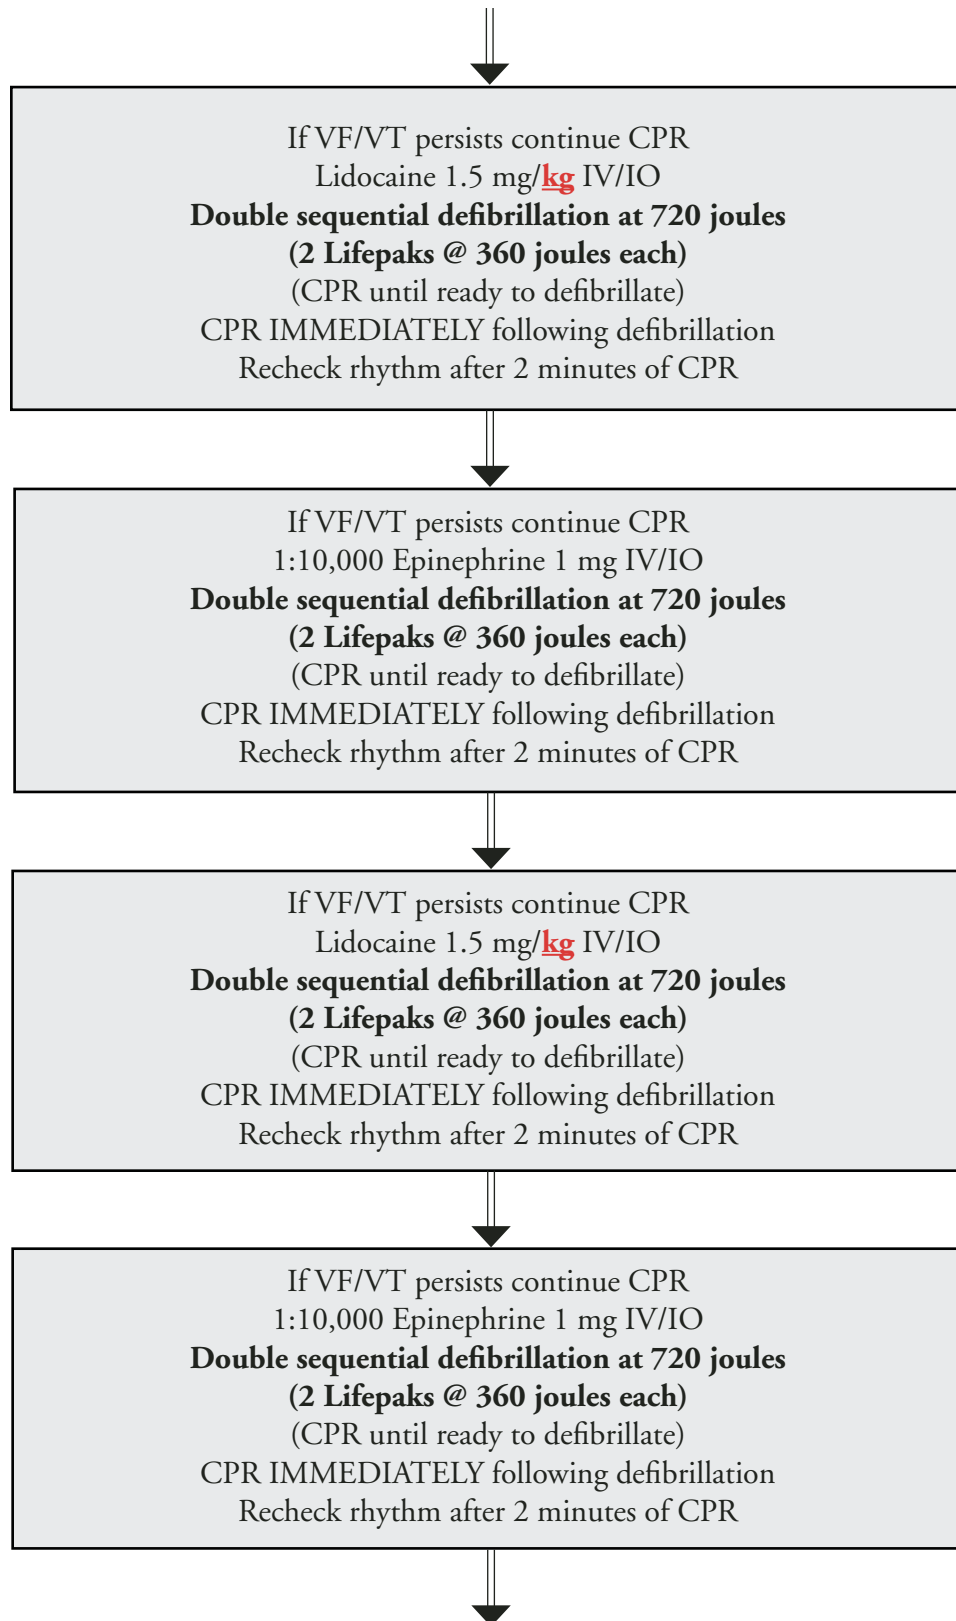 If VF/VT persists continue CPR
Lidocaine 1.5 mg/kg IV/IO
Double sequential defibrillation at 720 joules
(2 Lifepaks @ 360 joules each)
(CPR until ready to defibrillate)
CPR IMMEDIATELY following defibrillation
Recheck rhythm after 2 minutes of CPR
If VF/VT persists continue CPR
1:10,000 Epinephrine 1 mg IV/IO
Double sequential defibrillation at 720 joules
(2 Lifepaks @ 360 joules each)
(CPR until ready to defibrillate)
CPR IMMEDIATELY following defibrillation
Recheck rhythm after 2 minutes of CPR
If VF/VT persists continue CPR
Lidocaine 1.5 mg/kg IV/IO
Double sequential defibrillation at 720 joules
(2 Lifepaks @ 360 joules each)
(CPR until ready to defibrillate)
CPR IMMEDIATELY following defibrillation
Recheck rhythm after 2 minutes of CPR
If VF/VT persists continue CPR
1:10,000 Epinephrine 1 mg IV/IO
Double sequential defibrillation at 720 joules
(2 Lifepaks @ 360 joules each)
(CPR until ready to defibrillate)
CPR IMMEDIATELY following defibrillation
Recheck rhythm after 2 minutes of CPR